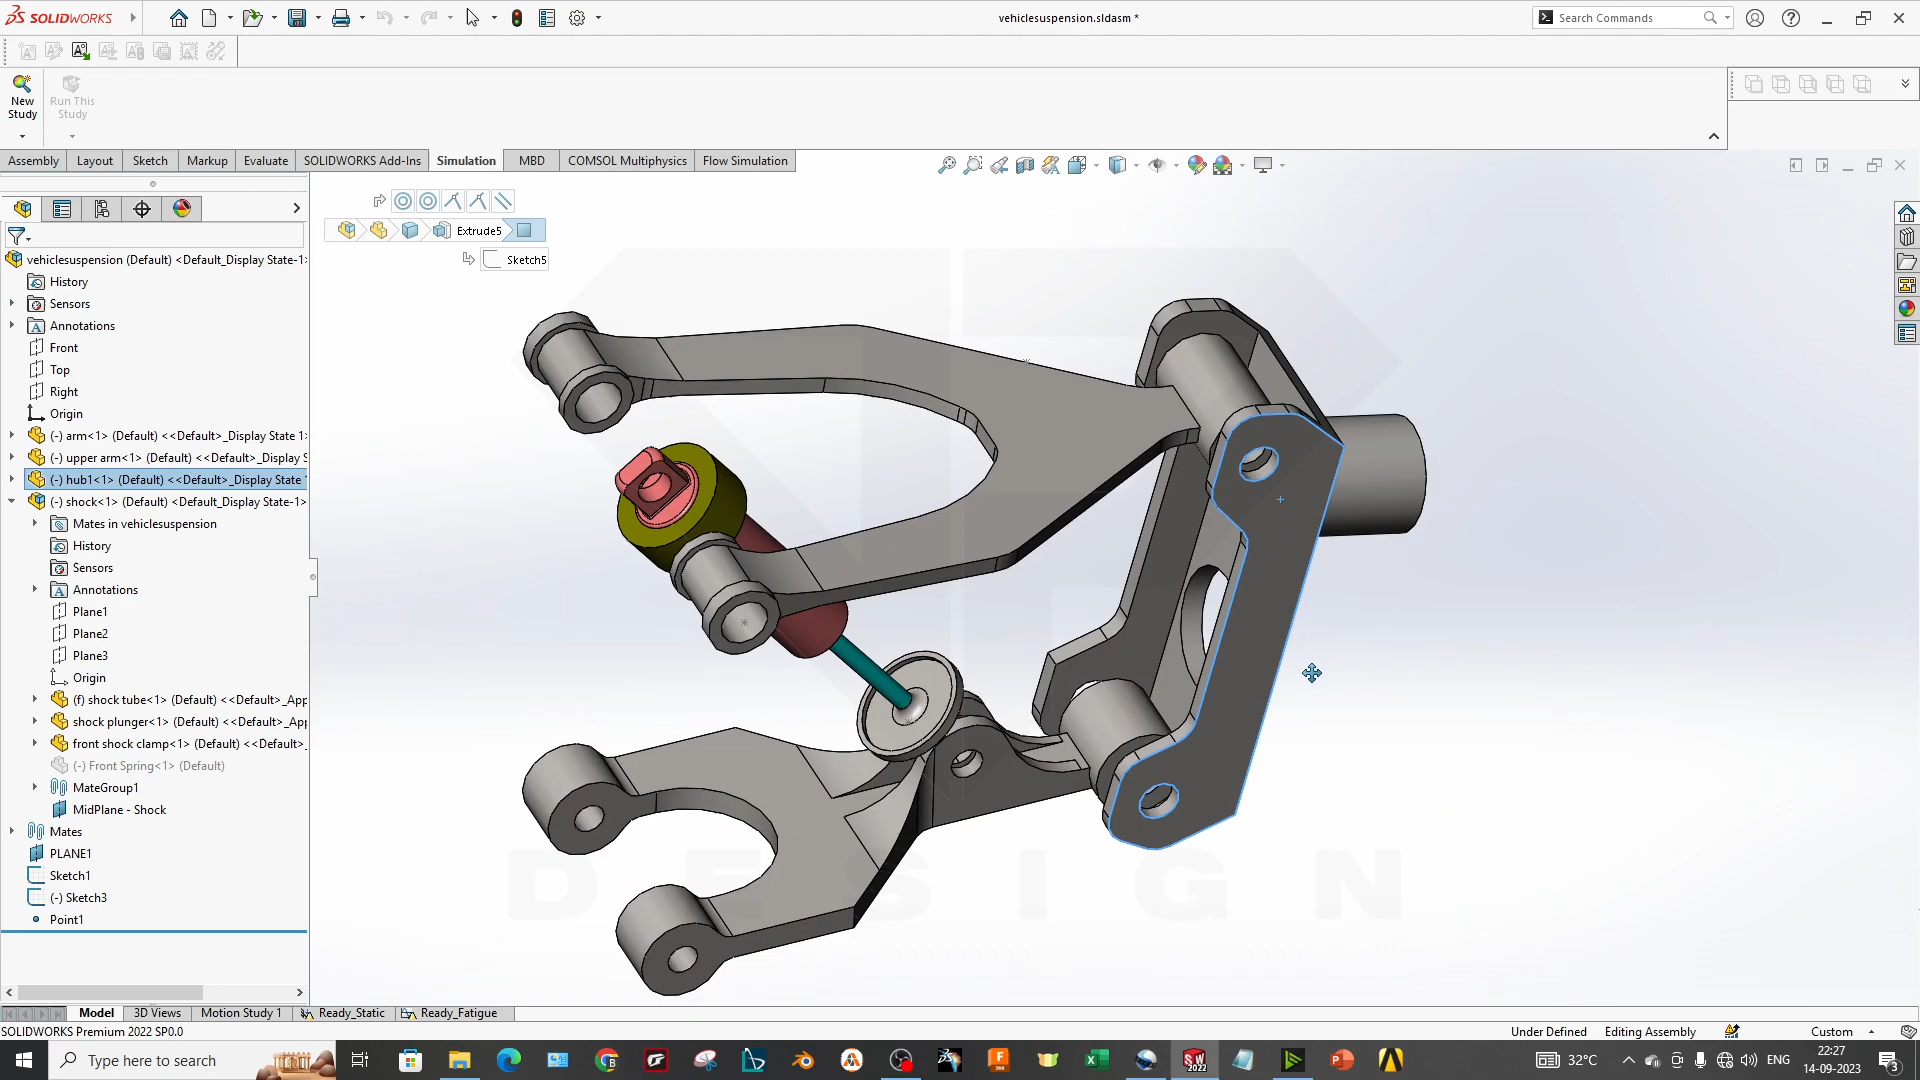 SOLIDWORKS
vehiclesuspension.sldasm *
Search Commands
New Study
Run This Study
Assembly
Layout
Sketch
Markup
Evaluate
SOLIDWORKS Add-Ins
Simulation
MBD
COMSOL Multiphysics
Flow Simulation
Extrude5
Sketch5
vehiclesuspension (Default) <Default_Display State-1>
History
Sensors
Annotations
Front
Top
Right
Origin
(-) arm<1> (Default) <<Default>_Display State 1>
(-) upper arm<1> (Default) <<Default>_Display S
(-) hub1<1> (Default) <<Default>_Display State 1
(-) shock<1> (Default) <Default_Display State-1>
Mates in vehiclesuspension
History
Sensors
Annotations
Plane1
Plane2
Plane3
Origin
(f) shock tube<1> (Default) <<Default>_App
shock plunger<1> (Default) <<Default>_App
front shock clamp<1> (Default) <<Default>_
(-) Front Spring<1> (Default)
MateGroup1
MidPlane - Shock
Mates
PLANE1
Sketch1
(-) Sketch3
Point1
DESIGN
Model
3D Views
Motion Study 1
Ready_Static
Ready_Fatigue
SOLIDWORKS Premium 2022 SP0.0
Under Defined
Editing Assembly
Custom
Type here to search
32°C
ENG
22:27
14-09-2023
3